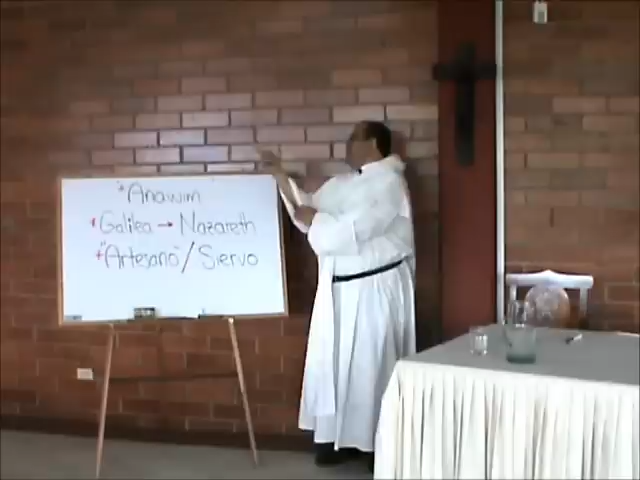 * Anawim
* Galilea → Nazareth
* "Artesano" / Siervo